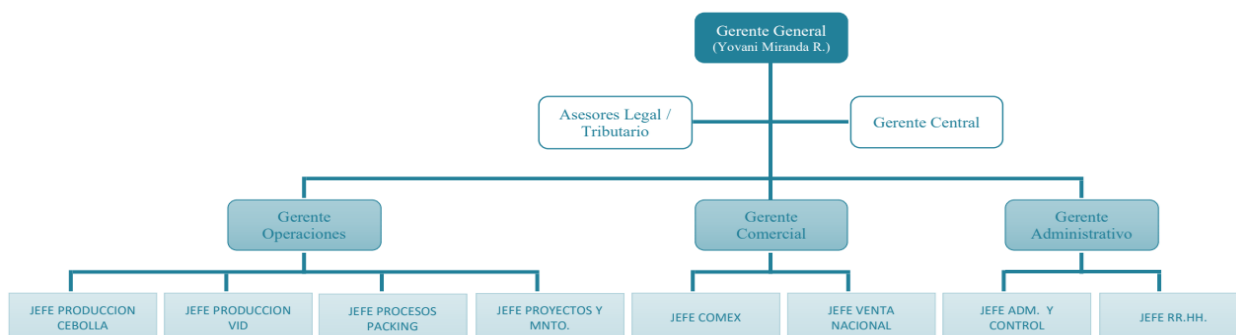 Gerente General
(Yovani Miranda R.)
Asesores Legal /
Tributario
Gerente Central
Gerente
Operaciones
Gerente
Comercial
Gerente
Administrativo
JEFE PRODUCCION
CEBOLLA
JEFE PRODUCCION
VID
JEFE PROCESOS
PACKING
JEFE PROYECTOS Y
MNTO.
JEFE COMEX
JEFE VENTA
NACIONAL
JEFE ADM. Y
CONTROL
JEFE RR.HH.